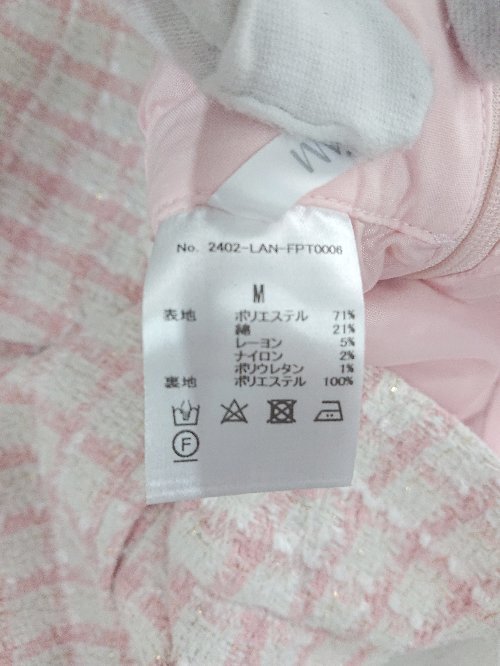 No. 2402-LAN-FPT0006
M
表地 ポリエステル 71%
綿 21%
レーヨン 5%
ナイロン 2%
ポリウレタン 1%
裏地 ポリエステル 100%
F